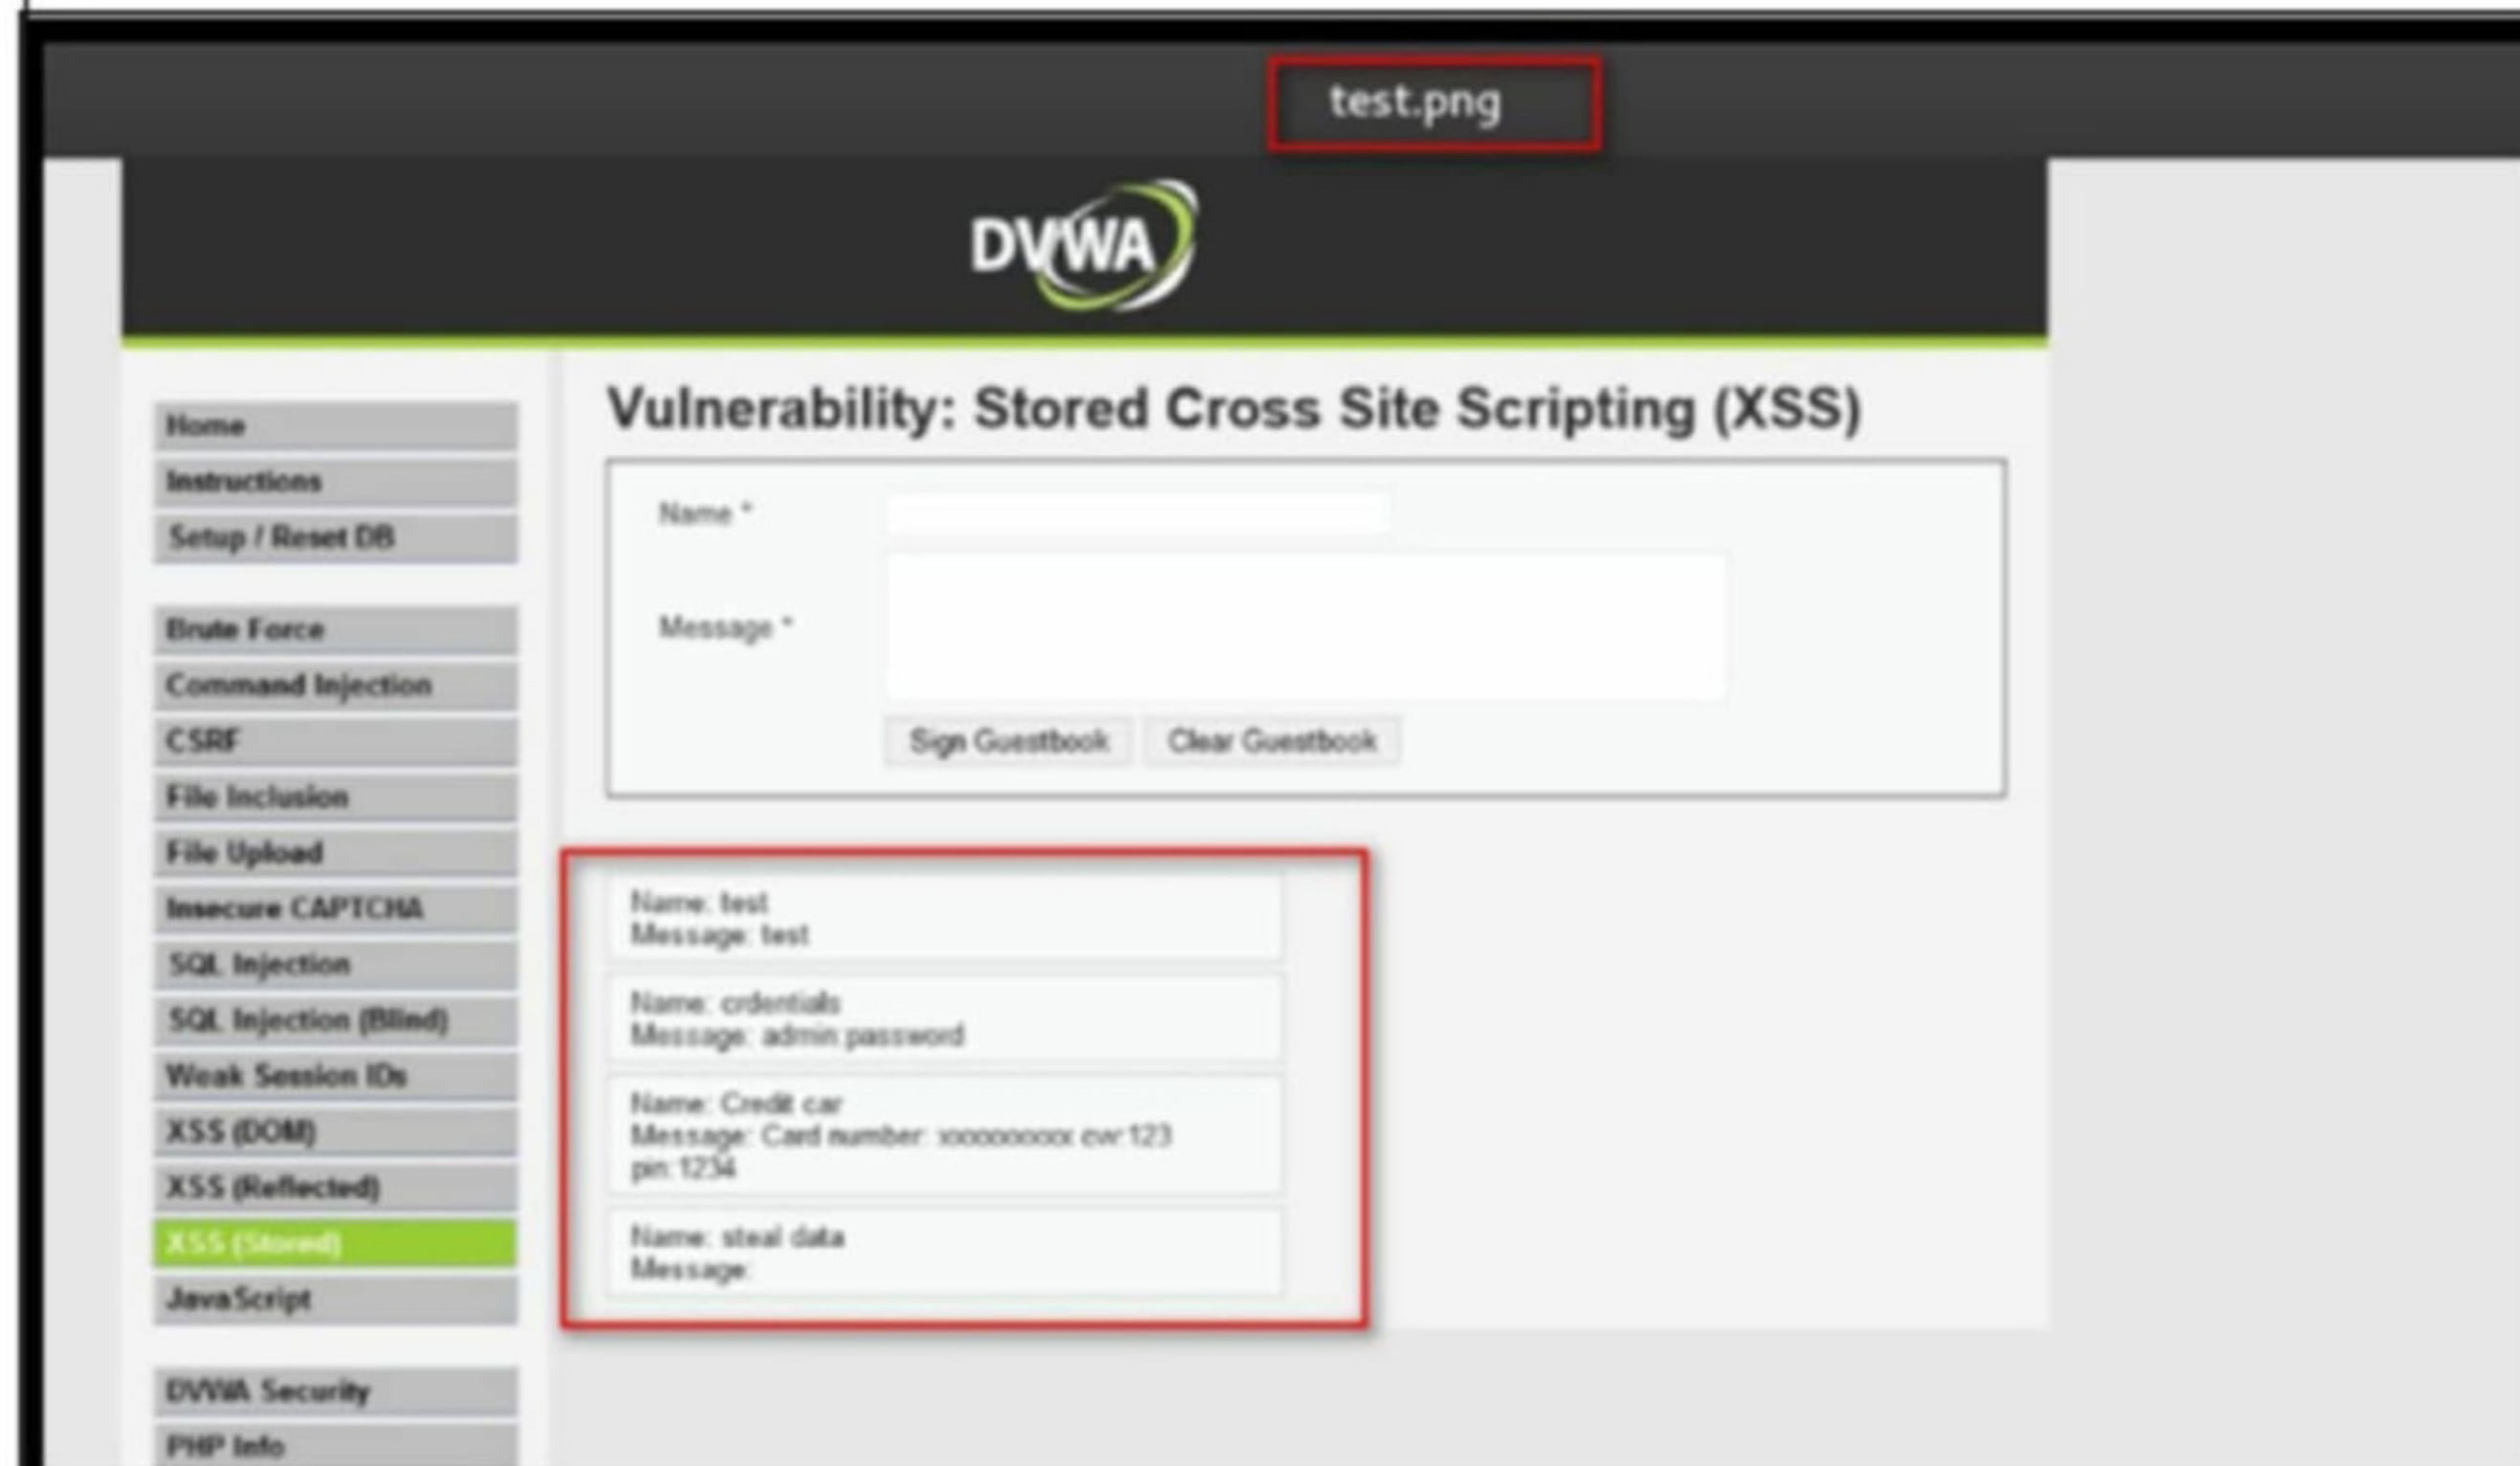 test.png
DVWA
Vulnerability: Stored Cross Site Scripting (XSS)
Home
Instructions
Setup / Reset DB
Brute Force
Command Injection
CSRF
File Inclusion
File Upload
Insecure CAPTCHA
SQL Injection
SQL Injection (Blind)
Weak Session IDs
XSS (DOM)
XSS (Reflected)
XSS (Stored)
JavaScript
DVWA Security
PHP Info
Name *
Message *
Sign Guestbook Clear Guestbook
Name: test
Message: test
Name: crdentials
Message: admin:password
Name: Credit car
Message: Card number: cvv:123
pin:1234
Name: steal data
Message: